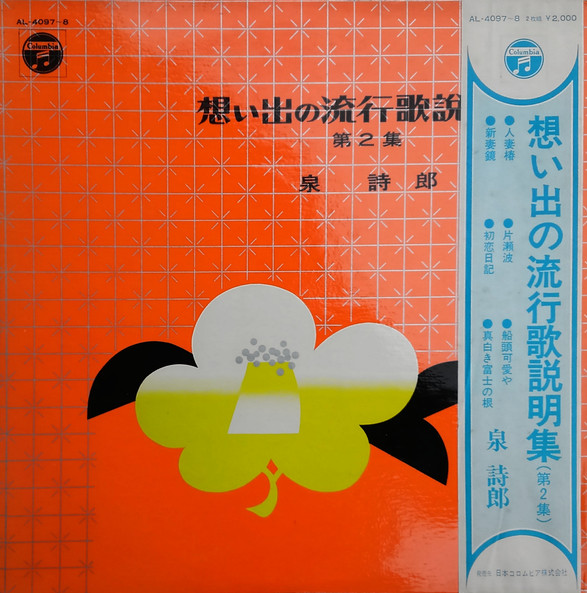 AL-4097~8
Columbia
想い出の流行歌説
第2集
泉 詩郎
AL-4097~8 2枚組 ¥2,000
Columbia
想い出の流行歌説明集(第2集)
泉 詩郎
●人妻椿
●新妻鏡
●片瀬波
●初恋日記
●船頭可愛や
●真白き富士の根
発売元 日本コロムビア株式会社